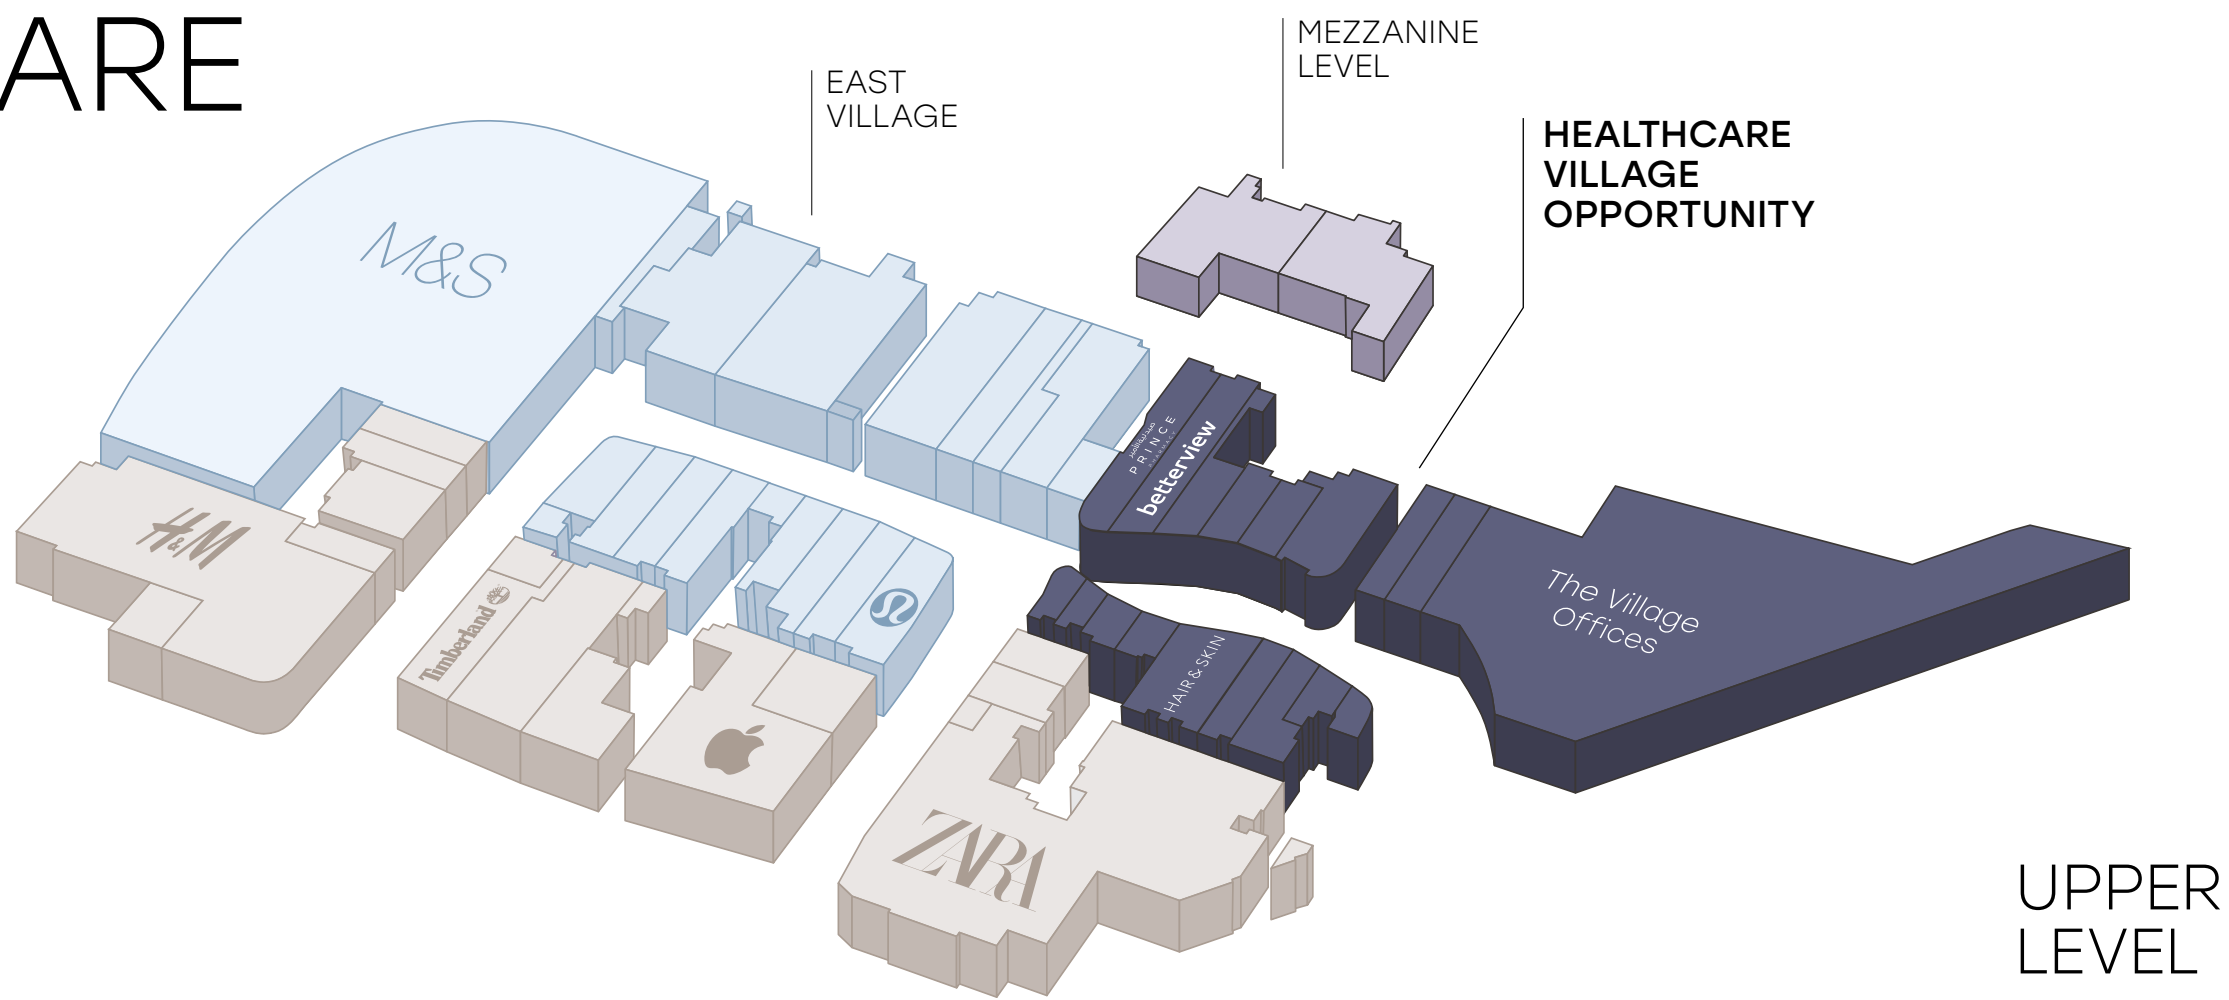 ARE
EAST
VILLAGE
MEZZANINE
LEVEL
HEALTHCARE
VILLAGE
OPPORTUNITY
M&S
H&M
PRINCE
PHARMACY
betterview
The Village
Offices
Timberland
HAIR & SKIN
ZARA
UPPER
LEVEL